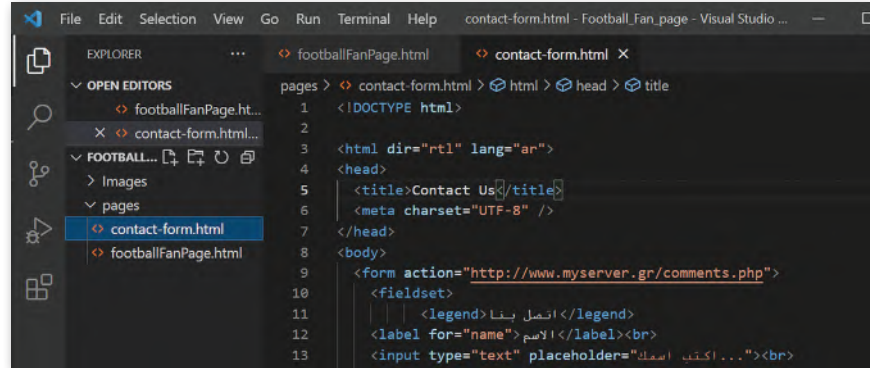 File Edit Selection View Go Run Terminal Help contact-form.html - Football_Fan_page - Visual Studio ...
EXPLORER ...
footballFanPage.html contact-form.html
OPEN EDITORS
footballFanPage.ht...
contact-form.html...
FOOTBALL...
Images
pages
contact-form.html
footballFanPage.html
pages > contact-form.html > html > head > title
1 <!DOCTYPE html>
2
3 <html dir="rtl" lang="ar">
4 <head>
5 <title>Contact Us</title>
6 <meta charset="UTF-8" />
7 </head>
8 <body>
9 <form action="http://www.myserver.gr/comments.php">
10 <fieldset>
11 <legend>اتصل بنا</legend>
12 <label for="name">الاسم</label><br>
13 <input type="text" placeholder="اكتب اسمك..."><br>